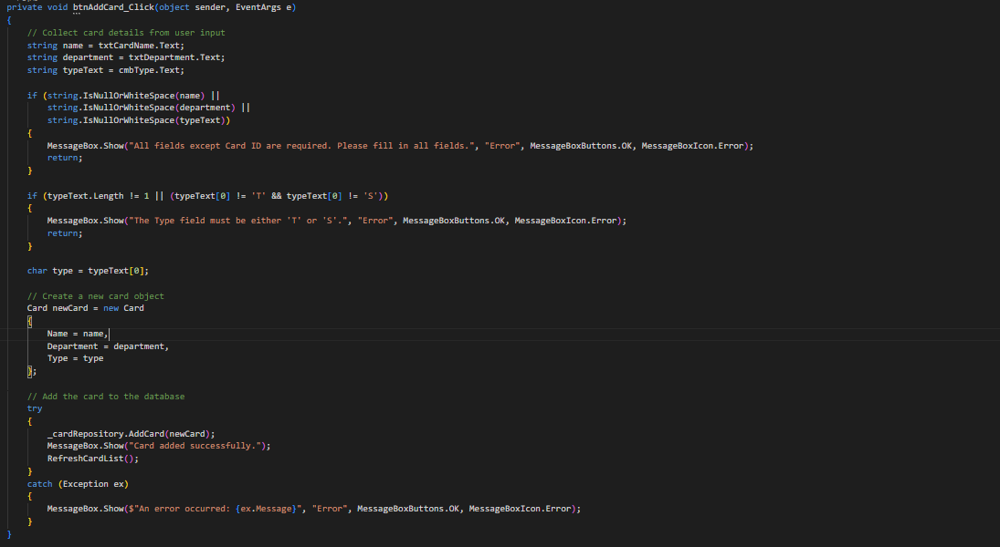 private void btnAddCard_Click(object sender, EventArgs e)
{
    // Collect card details from user input
    string name = txtCardName.Text;
    string department = txtDepartment.Text;
    string typeText = cmbType.Text;

    if (string.IsNullOrWhiteSpace(name) ||
        string.IsNullOrWhiteSpace(department) ||
        string.IsNullOrWhiteSpace(typeText))
    {
        MessageBox.Show("All fields except Card ID are required. Please fill in all fields.", "Error", MessageBoxButtons.OK, MessageBoxIcon.Error);
        return;
    }

    if (typeText.Length != 1 || (typeText[0] != 'T' && typeText[0] != 'S'))
    {
        MessageBox.Show("The Type field must be either 'T' or 'S'.", "Error", MessageBoxButtons.OK, MessageBoxIcon.Error);
        return;
    }

    char type = typeText[0];

    // Create a new card object
    Card newCard = new Card
    {
        Name = name,
        Department = department,
        Type = type
    };

    // Add the card to the database
    try
    {
        _cardRepository.AddCard(newCard);
        MessageBox.Show("Card added successfully.");
        RefreshCardList();
    }
    catch (Exception ex)
    {
        MessageBox.Show($"An error occurred: {ex.Message}", "Error", MessageBoxButtons.OK, MessageBoxIcon.Error);
    }
}